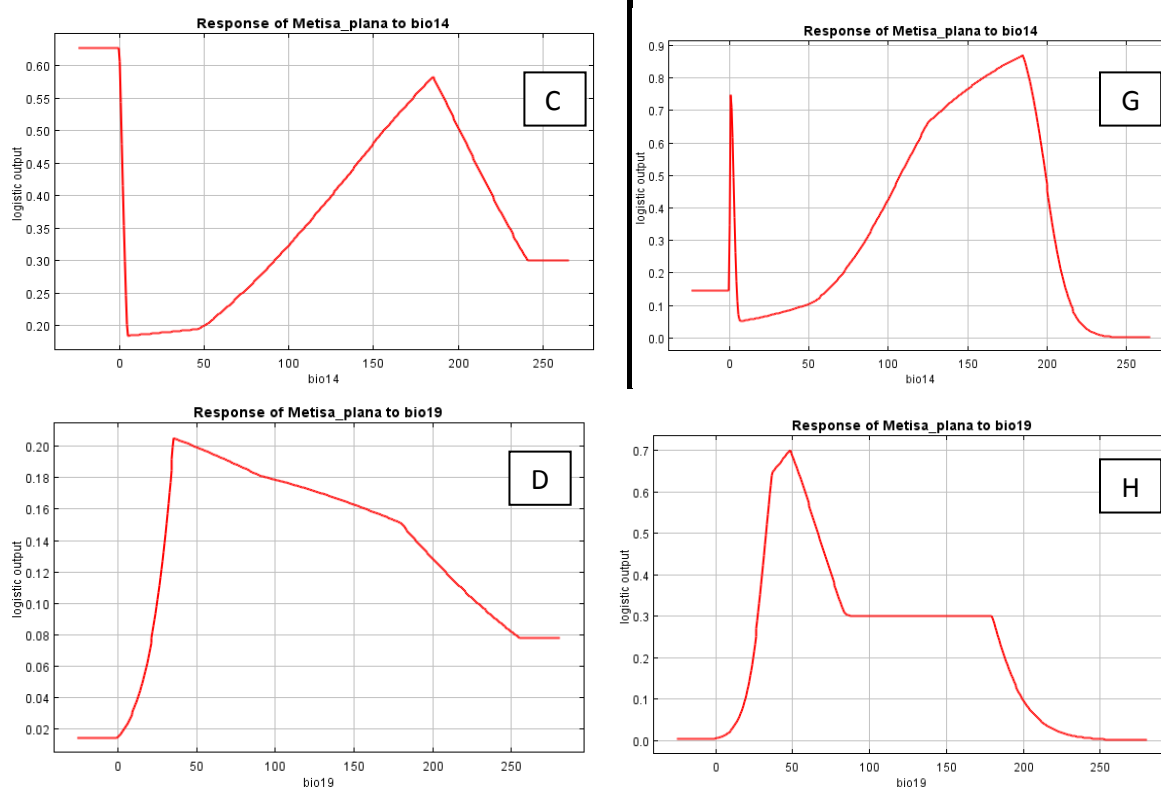 Response of Metisa_plana to bio14
logistic output
0.60
0.55
0.50
0.45
0.40
0.35
0.30
0.25
0.20
0 50 100 150 200 250
bio14
C
Response of Metisa_plana to bio14
logistic output
0.9
0.8
0.7
0.6
0.5
0.4
0.3
0.2
0.1
0.0
0 50 100 150 200 250
bio14
G
Response of Metisa_plana to bio19
logistic output
0.20
0.18
0.16
0.14
0.12
0.10
0.08
0.06
0.04
0.02
0 50 100 150 200 250
bio19
D
Response of Metisa_plana to bio19
logistic output
0.7
0.6
0.5
0.4
0.3
0.2
0.1
0.0
0 50 100 150 200 250
bio19
H